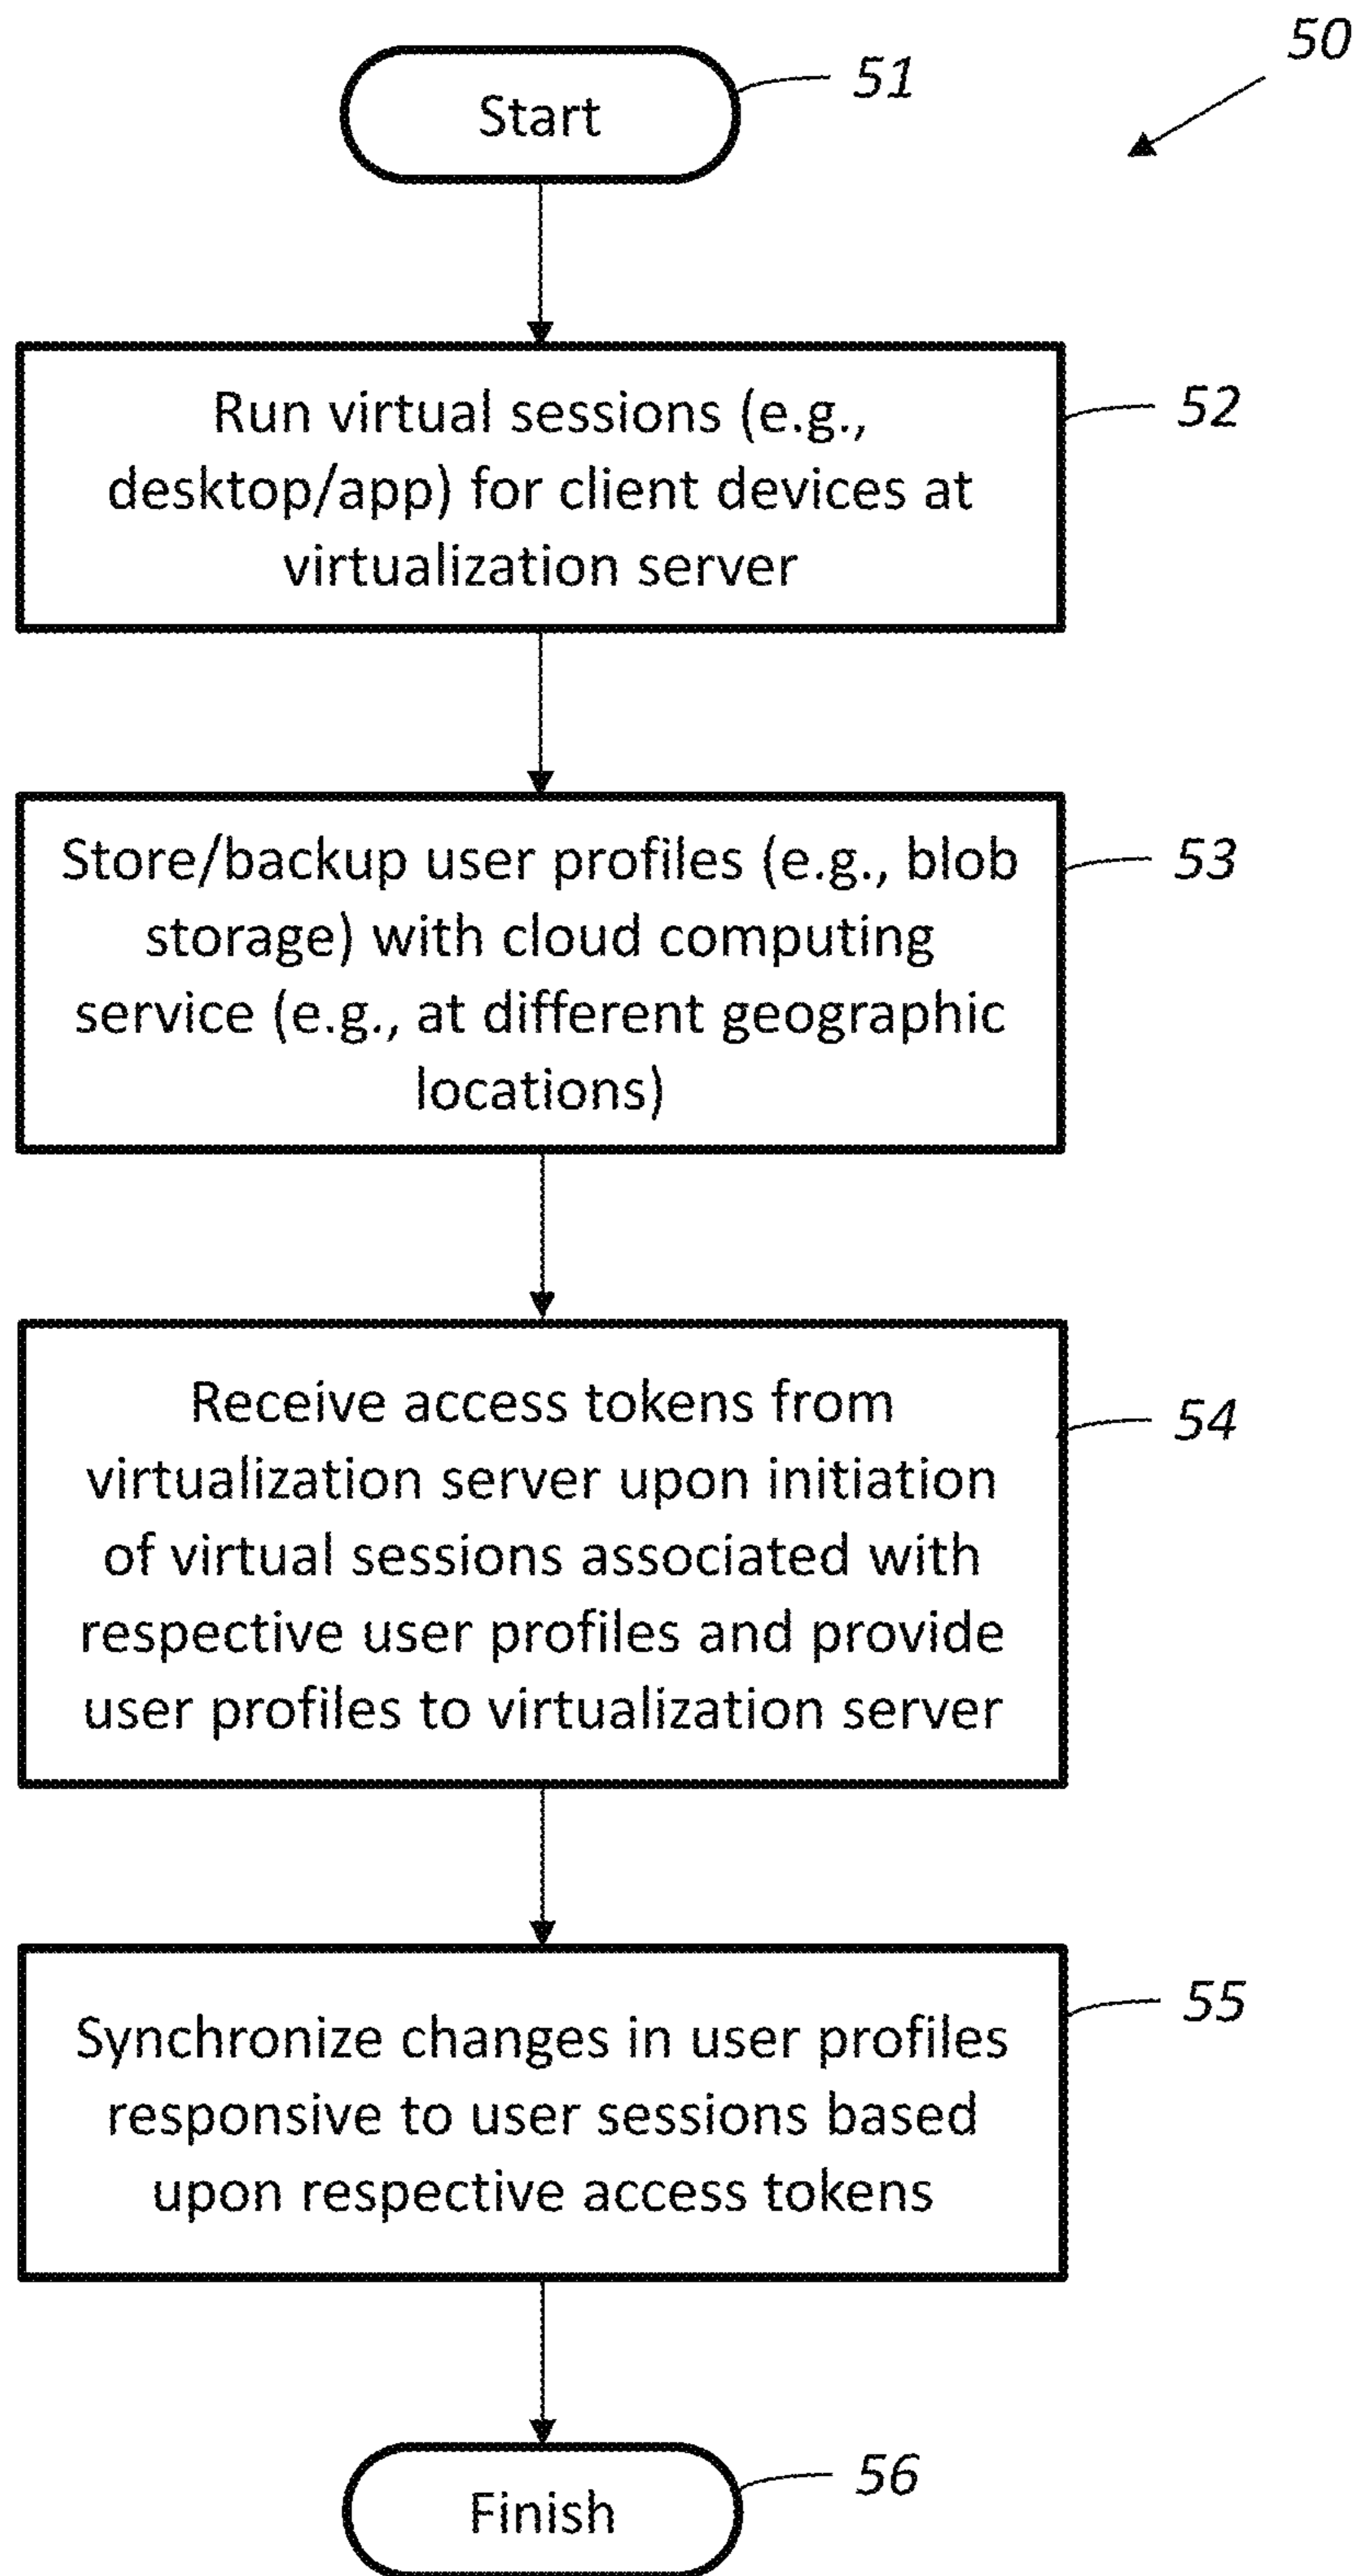 50
Start
51
Run virtual sessions (e.g.,
desktop/app) for client devices at
virtualization server
52
Store/backup user profiles (e.g., blob
storage) with cloud computing
service (e.g., at different geographic
locations)
53
Receive access tokens from
virtualization server upon initiation
of virtual sessions associated with
respective user profiles and provide
user profiles to virtualization server
54
Synchronize changes in user profiles
responsive to user sessions based
upon respective access tokens
55
Finish
56